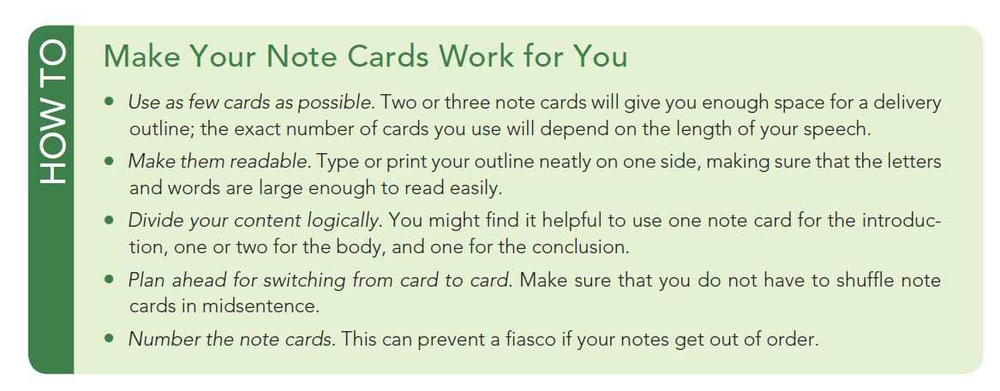 HOW TO
Make Your Note Cards Work for You
• Use as few cards as possible. Two or three note cards will give you enough space for a delivery
outline; the exact number of cards you use will depend on the length of your speech.
• Make them readable. Type or print your outline neatly on one side, making sure that the letters
and words are large enough to read easily.
• Divide your content logically. You might find it helpful to use one note card for the introduc-
tion, one or two for the body, and one for the conclusion.
• Plan ahead for switching from card to card. Make sure that you do not have to shuffle note
cards in midsentence.
• Number the note cards. This can prevent a fiasco if your notes get out of order.